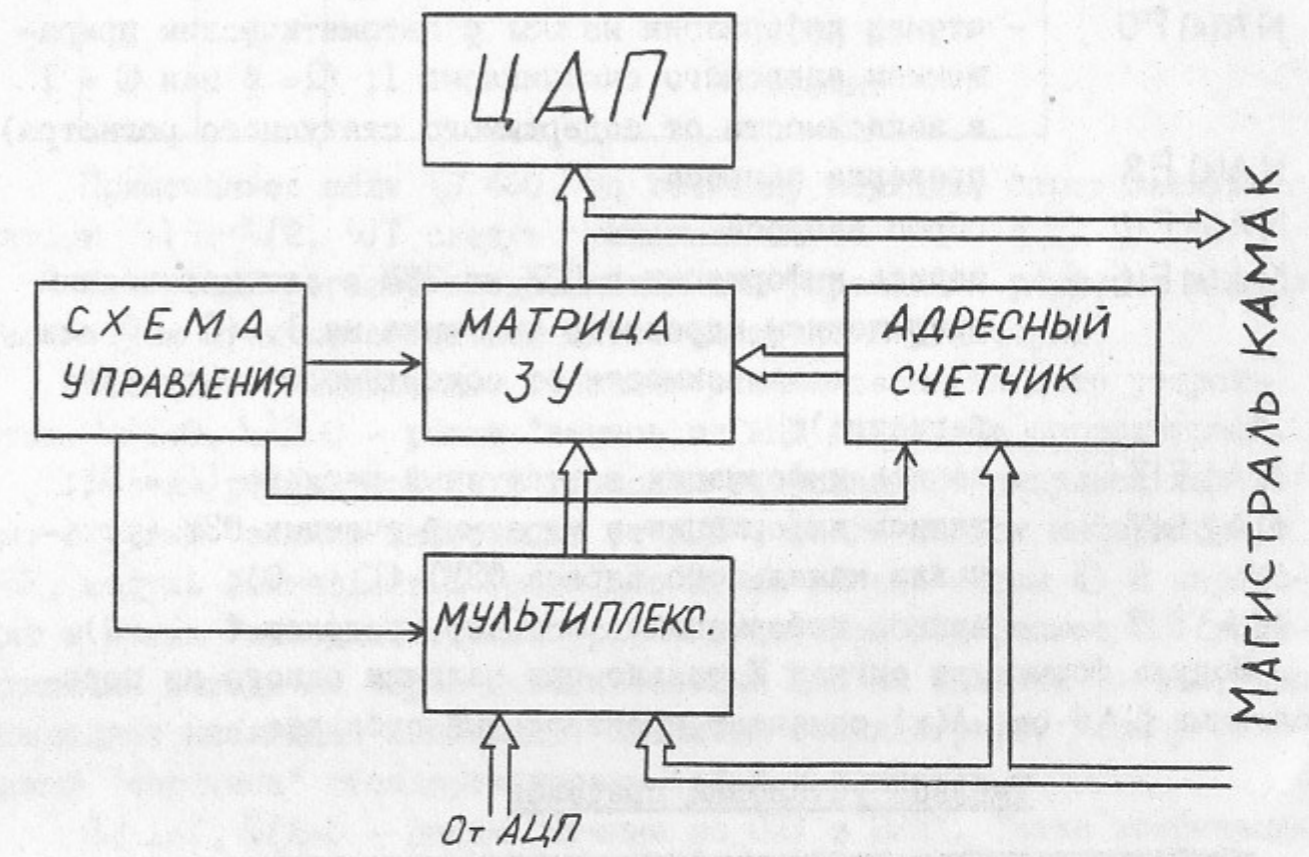 ЦАП
СХЕМА
УПРАВЛЕНИЯ
МАТРИЦА
ЗУ
АДРЕСНЫЙ
СЧЕТЧИК
МУЛЬТИПЛЕКС.
От АЦП
МАГИСТРАЛЬ КАМАК